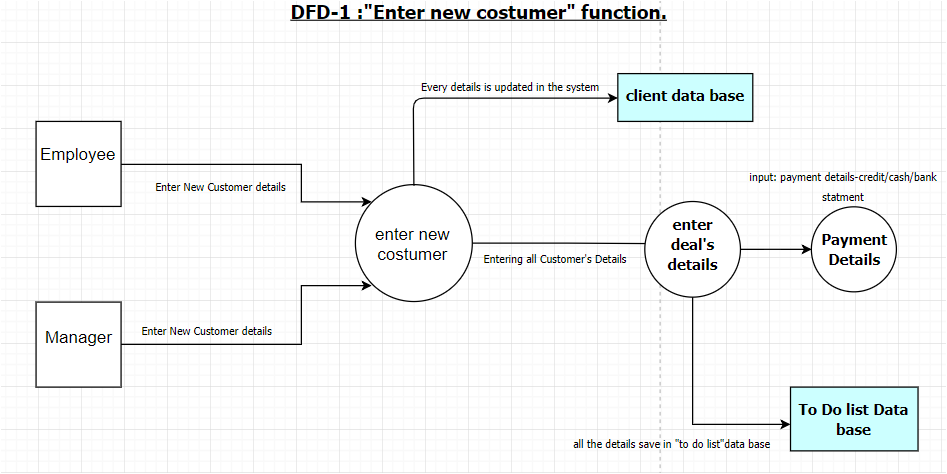 DFD-1 :"Enter new costumer" function.
Every details is updated in the system
client data base
Employee
Enter New Customer details
input: payment details-credit/cash/bank
statment
enter new
costumer
enter
deal's
details
Payment
Details
Entering all Customer's Details
Manager
Enter New Customer details
To Do list Data
base
all the details save in "to do list"data base